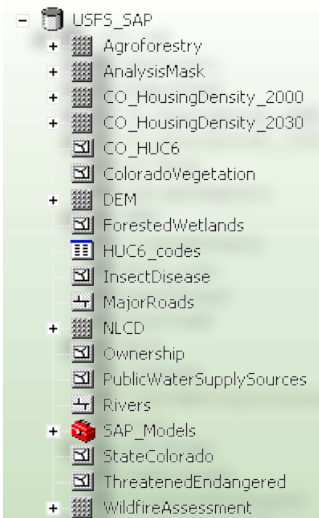 USFS_SAP
Agroforestry
AnalysisMask
CO_HousingDensity_2000
CO_HousingDensity_2030
CO_HUC6
ColoradoVegetation
DEM
ForestedWetlands
HUC6_codes
InsectDisease
MajorRoads
NLCD
Ownership
PublicWaterSupplySources
Rivers
SAP_Models
StateColorado
ThreatenedEndangered
WildfireAssessment